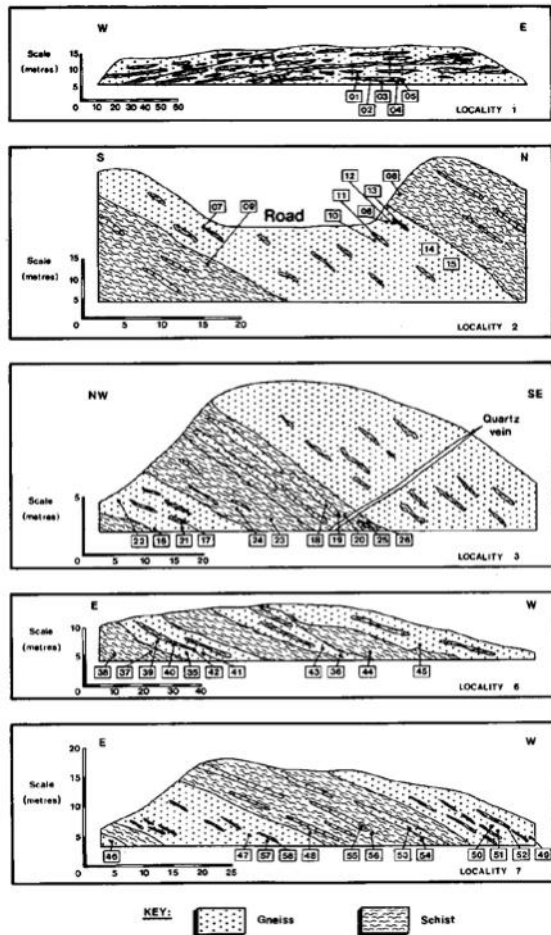 W E
Scale
(metres)
15
10
5
0 10 20 30 40 50 60
01 03 05
02 04
LOCALITY 1
S N
12 13 08
11
07 09 Road 10 06
14
15
Scale
(metres)
15
10
5
0 5 10 15 20
LOCALITY 2
NW SE
Quartz
vein
Scale
(metres)
5
0 5 10 15 20
22 16 21 17 24 23 18 19 20 25 26
LOCALITY 3
E W
Scale
(metres)
10
5
38 37 39 40 35 42 41 43 36 44 45
0 10 20 30 40
LOCALITY 6
E W
20
Scale
(metres)
15
10
5
46 47 57 58 48 55 56 53 54 50 51 52 49
0 5 10 15 20 25
LOCALITY 7
KEY: Gneiss Schist